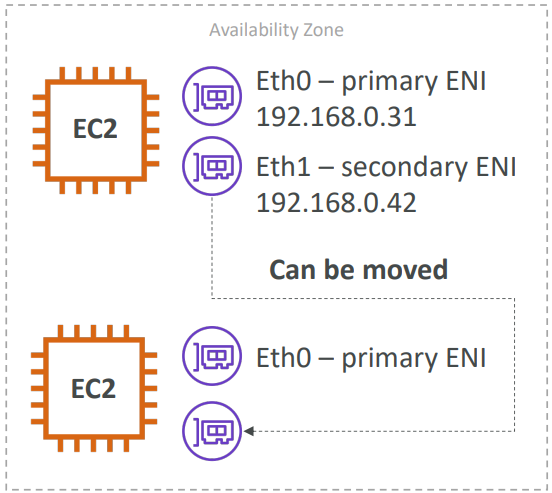 Availability Zone
EC2
Eth0 – primary ENI
192.168.0.31
Eth1 – secondary ENI
192.168.0.42
Can be moved
EC2
Eth0 – primary ENI